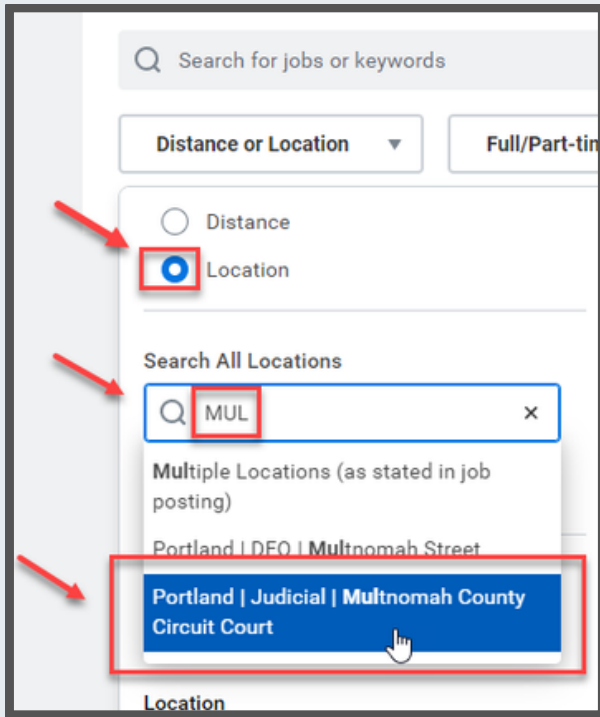 Search for jobs or keywords
Distance or Location
Full/Part-tin
Distance
Location
Search All Locations
MUL
Multiple Locations (as stated in job
posting)
Portland | DEQ | Multnomah Street
Portland | Judicial | Multnomah County
Circuit Court
Location